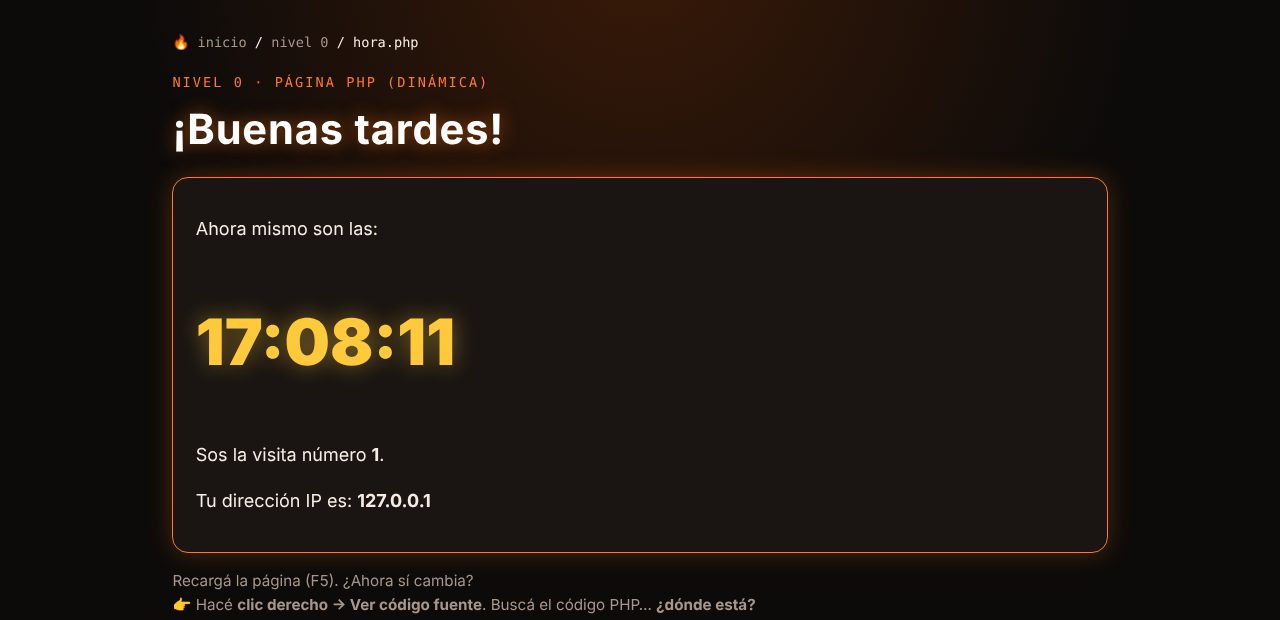 🔥 inicio / nivel 0 / hora.php
NIVEL 0 · PÁGINA PHP (DINÁMICA)
¡Buenas tardes!
Ahora mismo son las:
17:08:11
Sos la visita número 1.
Tu dirección IP es: 127.0.0.1
Recargá la página (F5). ¿Ahora sí cambia?
👉 Hacé clic derecho → Ver código fuente. Buscá el código PHP... ¿dónde está?